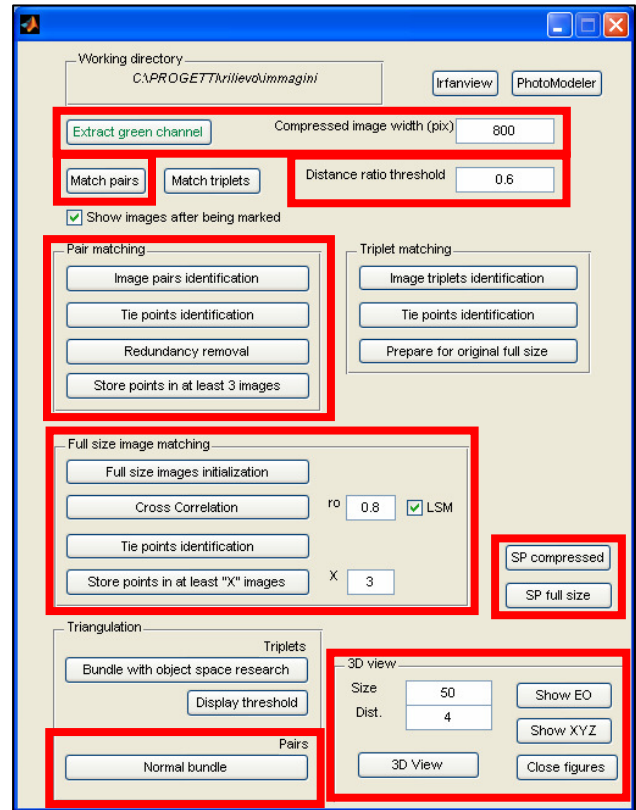 Working directory
C:\PROGETTI\rilievo\immagini
Irfanview PhotoModeler
Extract green channel Compressed image width (pix) 800
Match pairs Match triplets Distance ratio threshold 0.6
Show images after being marked
Pair matching
Image pairs identification
Tie points identification
Redundancy removal
Store points in at least 3 images
Triplet matching
Image triplets identification
Tie points identification
Prepare for original full size
Full size image matching
Full size images initialization
Cross Correlation ro 0.8 LSM
Tie points identification
Store points in at least "X" images X 3
SP compressed
SP full size
Triangulation
Triplets
Bundle with object space research
Display threshold
Pairs
Normal bundle
3D view
Size 50 Show EO
Dist. 4 Show XYZ
3D View Close figures